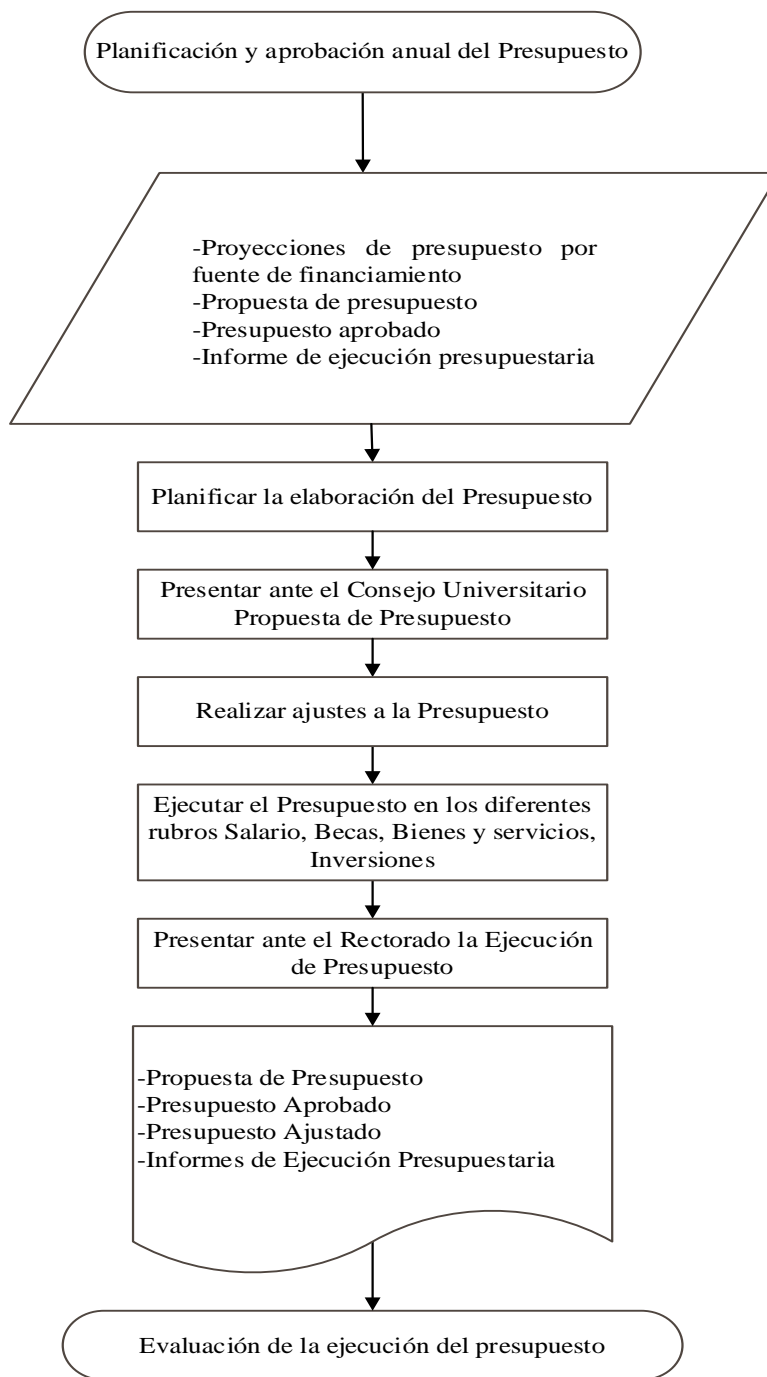 Planificación y aprobación anual del Presupuesto
-Proyecciones de presupuesto por
fuente de financiamiento
-Propuesta de presupuesto
-Presupuesto aprobado
-Informe de ejecución presupuestaria
Planificar la elaboración del Presupuesto
Presentar ante el Consejo Universitario
Propuesta de Presupuesto
Realizar ajustes a la Presupuesto
Ejecutar el Presupuesto en los diferentes
rubros Salario, Becas, Bienes y servicios,
Inversiones
Presentar ante el Rectorado la Ejecución
de Presupuesto
-Propuesta de Presupuesto
-Presupuesto Aprobado
-Presupuesto Ajustado
-Informes de Ejecución Presupuestaria
Evaluación de la ejecución del presupuesto